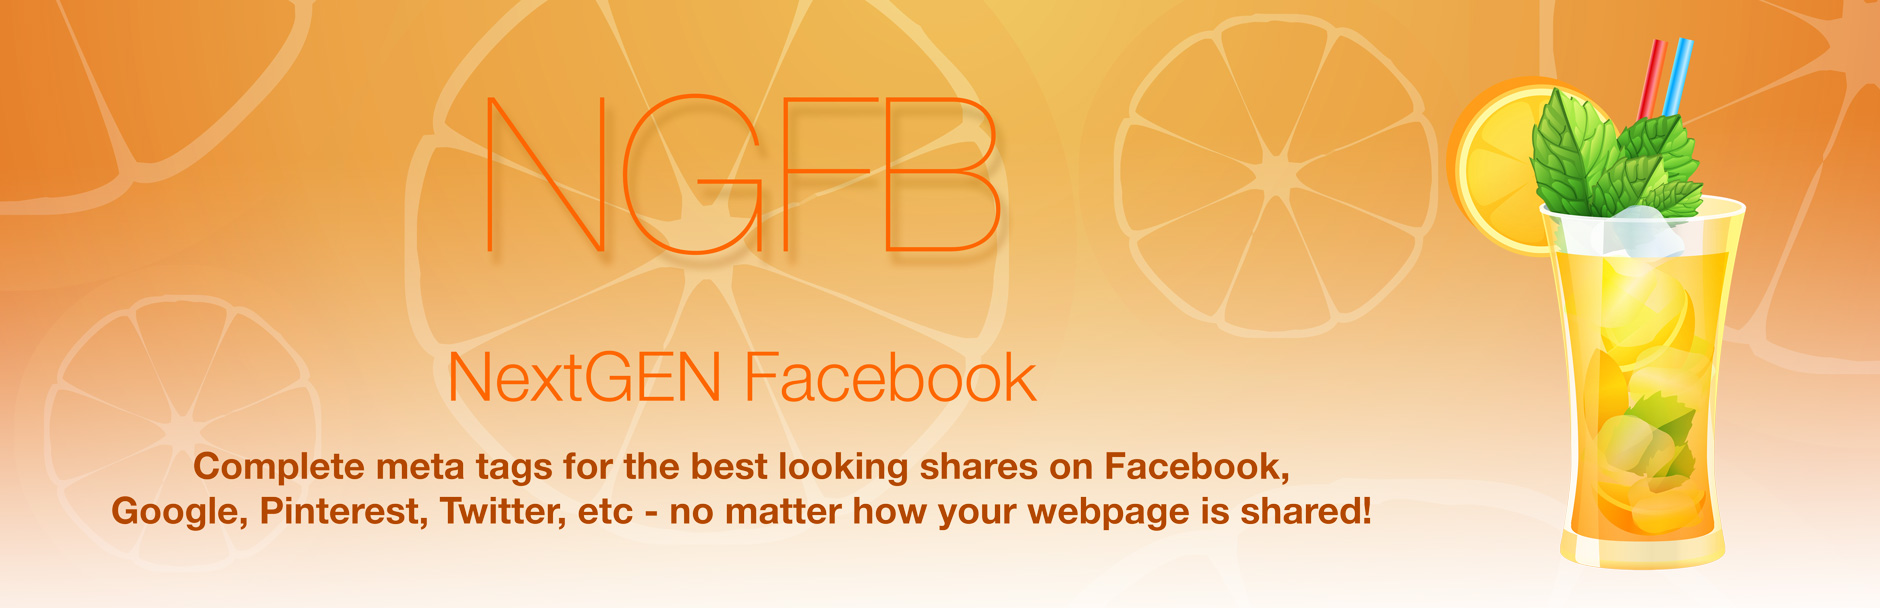 NGFB
NextGEN Facebook
Complete meta tags for the best looking shares on Facebook,
Google, Pinterest, Twitter, etc - no matter how your webpage is shared!